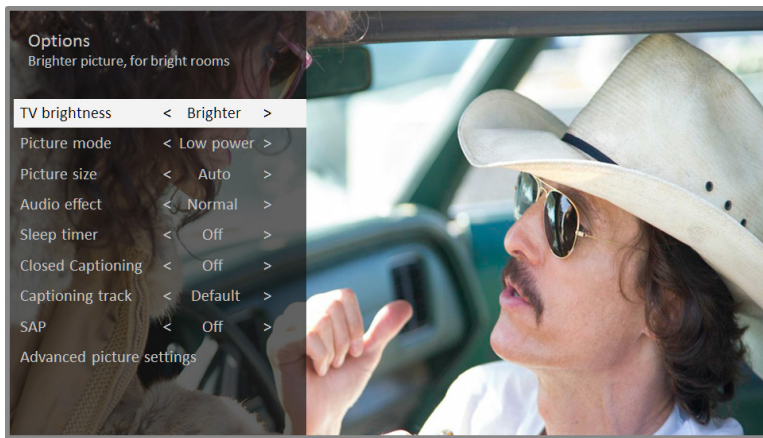 Options
Brighter picture, for bright rooms
TV brightness < Brighter >
Picture mode < Low power >
Picture size < Auto >
Audio effect < Normal >
Sleep timer < Off >
Closed Captioning < Off >
Captioning track < Default >
SAP < Off >
Advanced picture settings